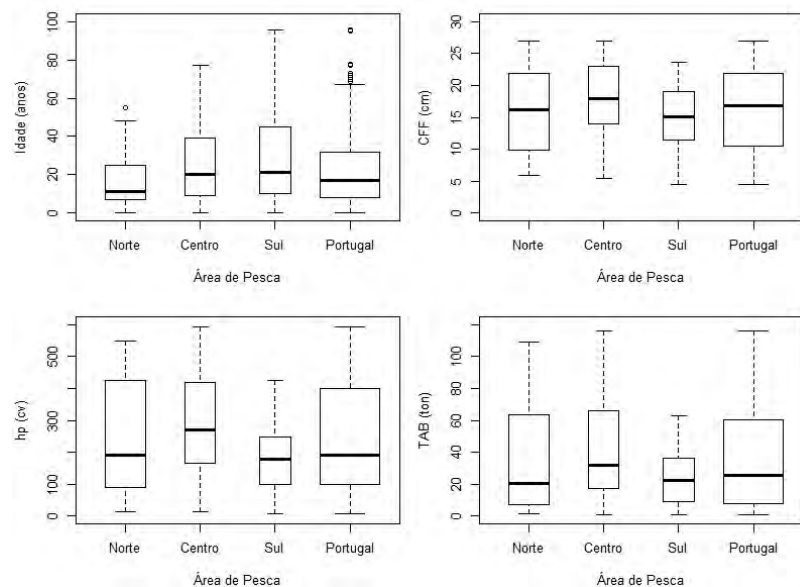 Idade (anos)
100
80
60
40
20
0
Norte Centro Sul Portugal
Área de Pesca
CFF (cm)
30
25
20
15
10
5
0
Norte Centro Sul Portugal
Área de Pesca
hp (cv)
500
300
100
0
Norte Centro Sul Portugal
Área de Pesca
TAB (ton)
100
80
60
40
20
0
Norte Centro Sul Portugal
Área de Pesca